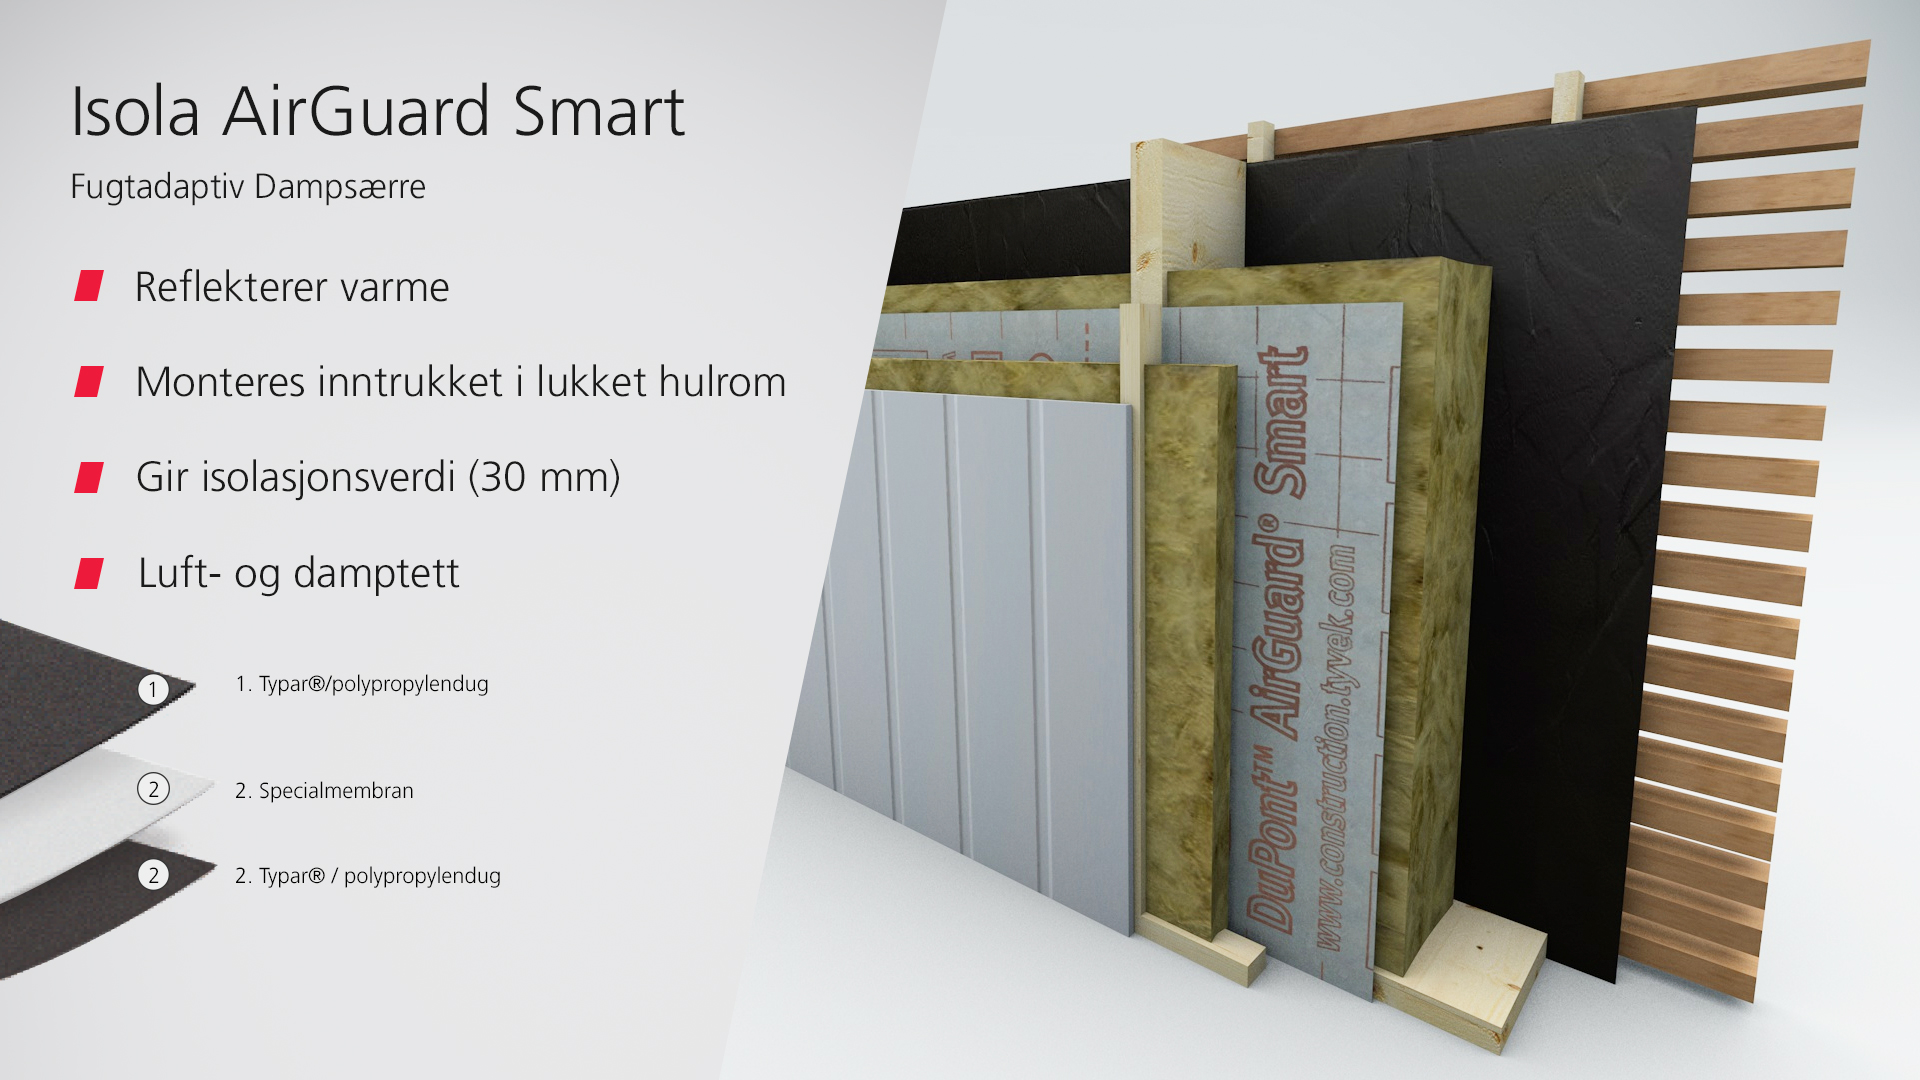 Isola AirGuard Smart
Fugtadaptiv Dampsærre
Reflekterer varme
Monteres inntrukket i lukket hulrom
Gir isolasjonsverdi (30 mm)
Luft- og damptett
1
1. Typar®/polypropylendug
2
2. Specialmembran
2
2. Typar® / polypropylendug
DuPont™ AirGuard® Smart
www.construction.tyvek.com